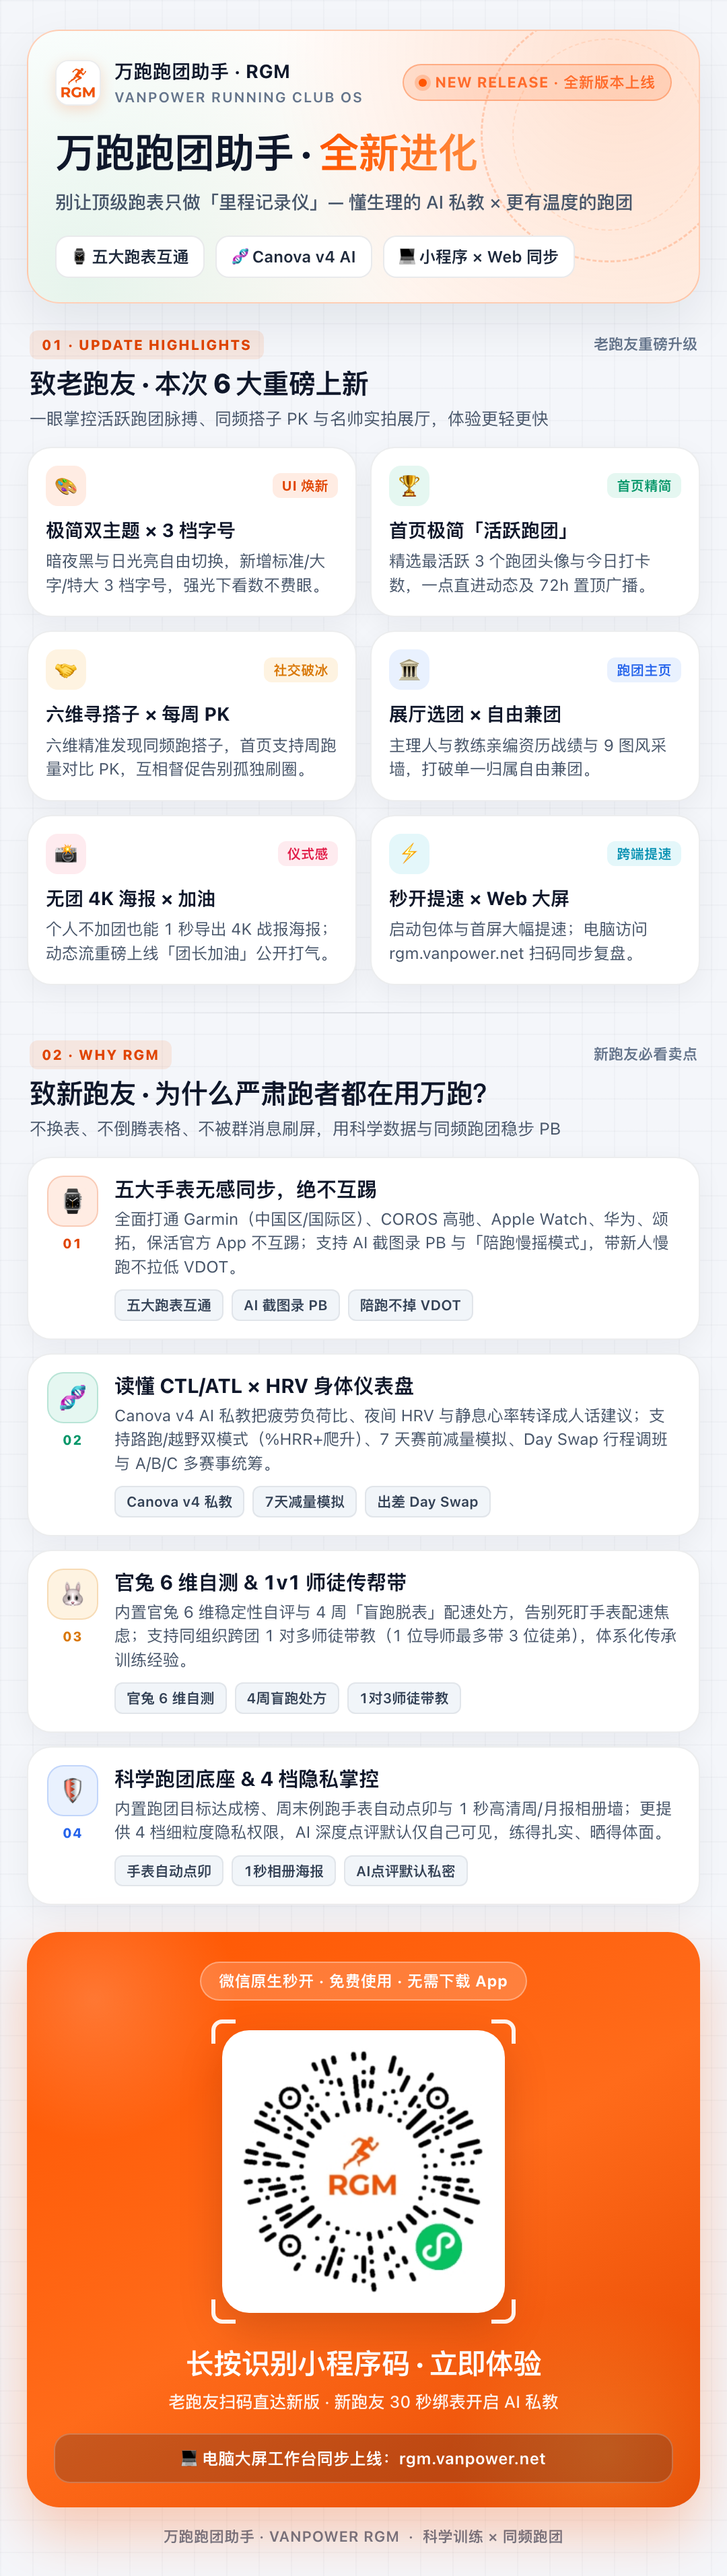 RGM
万跑跑团助手 · RGM
VANPOWER RUNNING CLUB OS
NEW RELEASE · 全新版本上线
万跑跑团助手 · 全新进化
别让顶级跑表只做「里程记录仪」— 懂生理的 AI 私教 × 更有温度的跑团
五大跑表互通
Canova v4 AI
小程序 × Web 同步
01 · UPDATE HIGHLIGHTS
老跑友重磅升级
致老跑友 · 本次 6 大重磅上新
一眼掌控活跃跑团脉搏、同频搭子 PK 与名帅实拍展厅，体验更轻更快
UI 焕新
极简双主题 × 3 档字号
暗夜黑与日光亮自由切换，新增标准/大
字/特大 3 档字号，强光下看数不费眼。
首页精简
首页极简「活跃跑团」
精选最活跃 3 个跑团头像与今日打卡
数，一点直进动态及 72h 置顶广播。
社交破冰
六维寻搭子 × 每周 PK
六维精准发现同频跑搭子，首页支持周跑
量对比 PK，互相督促告别孤独刷圈。
跑团主页
展厅选团 × 自由兼团
主理人与教练亲编资历战绩与 9 图风采
墙，打破单一归属自由兼团。
仪式感
无团 4K 海报 × 加油
个人不加团也能 1 秒导出 4K 战报海报；
动态流重磅上线「团长加油」公开打气。
跨端提速
秒开提速 × Web 大屏
启动包体与首屏大幅提速；电脑访问
rgm.vanpower.net 扫码同步复盘。
02 · WHY RGM
新跑友必看卖点
致新跑友 · 为什么严肃跑者都在用万跑?
不换表、不倒腾表格、不被群消息刷屏，用科学数据与同频跑团稳步 PB
01
五大手表无感同步，绝不互踢
全面打通 Garmin（中国区/国际区）、COROS 高驰、Apple Watch、华为、颂
拓，保活官方 App 不互踢；支持 AI 截图录 PB 与「陪跑慢摇模式」，带新人慢
跑不拉低 VDOT。
五大跑表互通
AI 截图录 PB
陪跑不掉 VDOT
02
读懂 CTL/ATL × HRV 身体仪表盘
Canova v4 AI 私教把疲劳负荷比、夜间 HRV 与静息心率转译成人话建议；支
持路跑/越野双模式（%HRR+爬升）、7 天赛前减量模拟、Day Swap 行程调班
与 A/B/C 多赛事统筹。
Canova v4 私教
7天减量模拟
出差 Day Swap
03
官兔 6 维自测 & 1v1 师徒传帮带
内置官兔 6 维稳定性自评与 4 周「盲跑脱表」配速处方，告别死盯手表配速焦
虑；支持同组织跨团 1 对多师徒带教（1 位导师最多带 3 位徒弟），体系化传承
训练经验。
官兔 6 维自测
4周盲跑处方
1对3师徒带教
04
科学跑团底座 & 4 档隐私掌控
内置跑团目标达成榜、周末例跑手表自动点卯与 1 秒高清周/月报相册墙；更提
供 4 档细粒度隐私权限，AI 深度点评默认仅自己可见，练得扎实、晒得体面。
手表自动点卯
1秒相册海报
AI点评默认私密
微信原生秒开 · 免费使用 · 无需下载 App
RGM
长按识别小程序码 · 立即体验
老跑友扫码直达新版 · 新跑友 30 秒绑表开启 AI 私教
电脑大屏工作台同步上线：rgm.vanpower.net
万跑跑团助手 · VANPOWER RGM · 科学训练 × 同频跑团